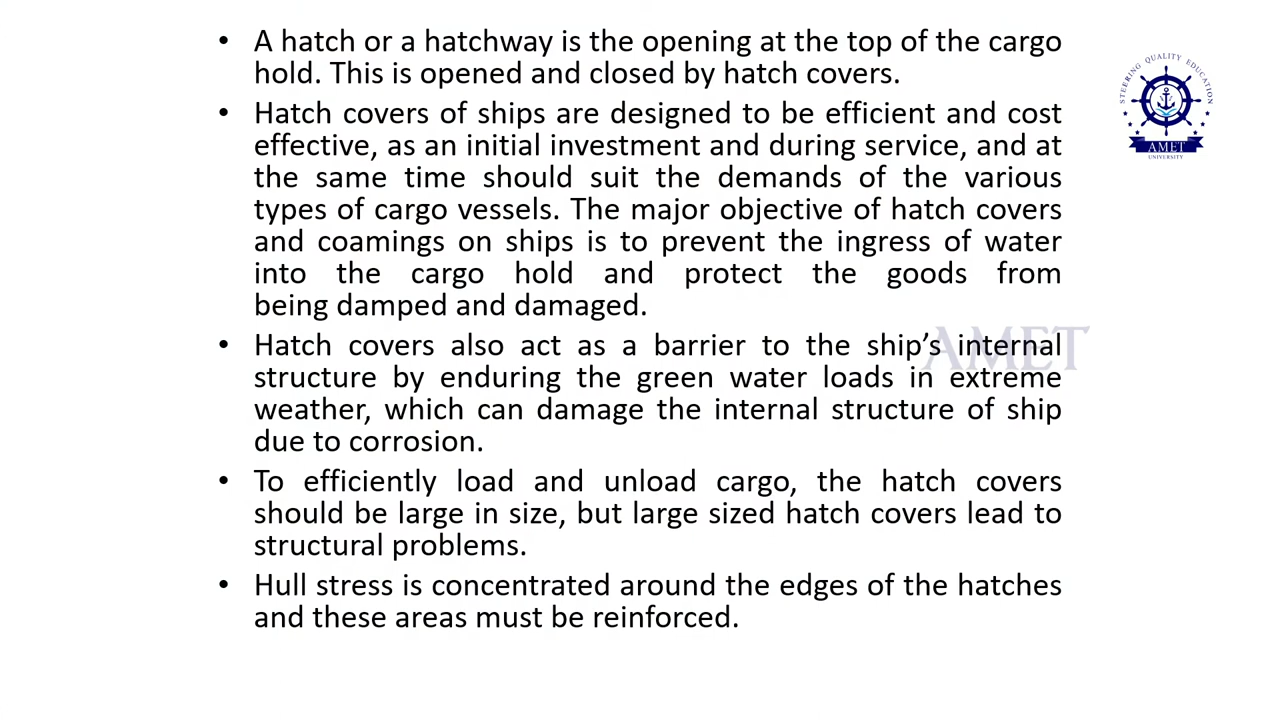 • A hatch or a hatchway is the opening at the top of the cargo
hold. This is opened and closed by hatch covers.
• Hatch covers of ships are designed to be efficient and cost
effective, as an initial investment and during service, and at
the same time should suit the demands of the various
types of cargo vessels. The major objective of hatch covers
and coamings on ships is to prevent the ingress of water
into the cargo hold and protect the goods from
being damped and damaged.
• Hatch covers also act as a barrier to the ship’s internal
structure by enduring the green water loads in extreme
weather, which can damage the internal structure of ship
due to corrosion.
• To efficiently load and unload cargo, the hatch covers
should be large in size, but large sized hatch covers lead to
structural problems.
• Hull stress is concentrated around the edges of the hatches
and these areas must be reinforced.
STEERING QUALITY EDUCATION
AMET
UNIVERSITY
AMET